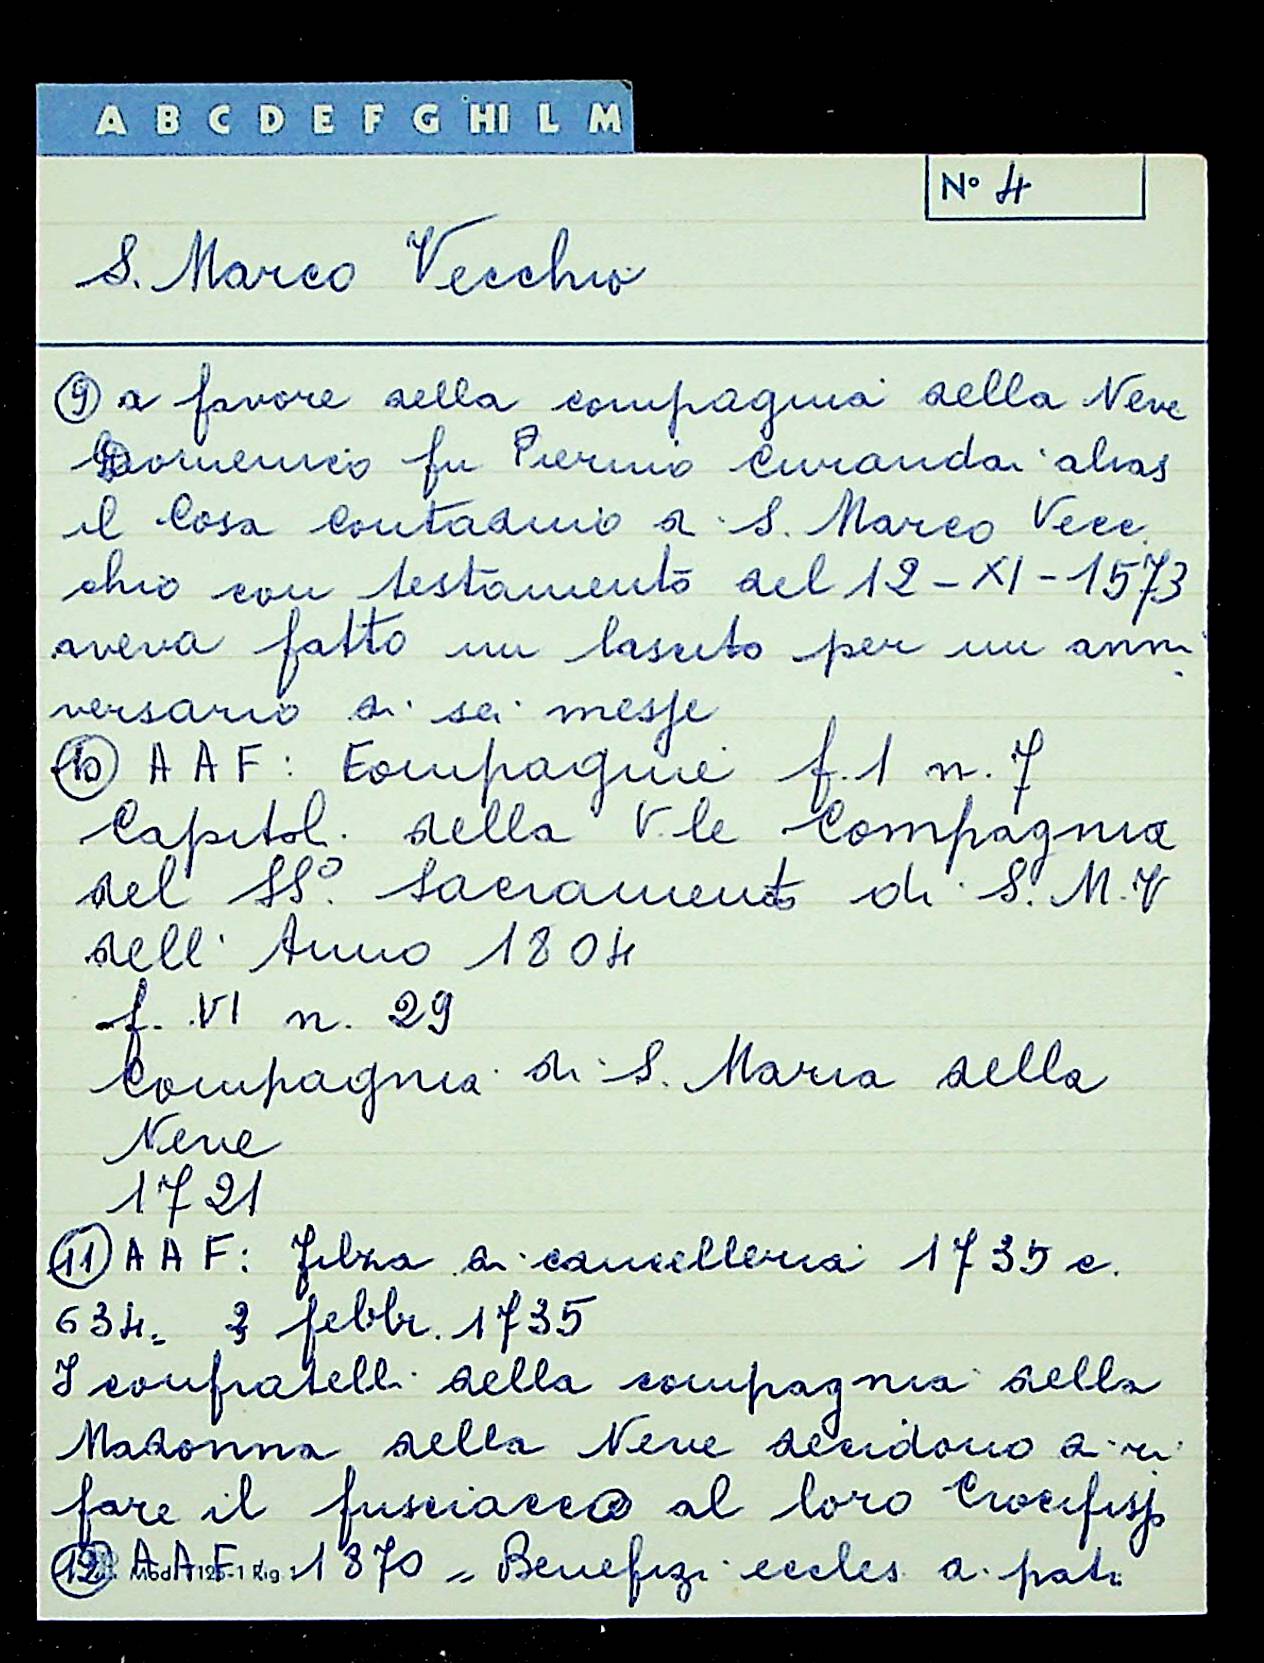 A B C D E F G HI L M
N° 4
S. Marco Vecchio
⑨ a favore della compagnia della Neve
Domenico fu Pierino Curandai alias
il Cosa contadino a S. Marco Vecc
chio con testamento del 12-XI-1573
aveva fatto un lascito per un anni
versario di sei messe
⑩ A A F: Compagnie f. 1 n. 7
Capitol. della V.le Compagnia
del SS° Sacramento di S. M. V
dell' Anno 1804
f. VI n. 29
Compagnia di S. Maria della
Neve
1721
⑪ A A F: Filza di cancelleria 1735 c.
634. 3 febbr. 1735
I confratelli della compagnia della
Madonna della Neve decidono di ri
fare il fusciacco al loro Crocifisso
⑫ A A F 1870 - Benefizi eccles. di pat.